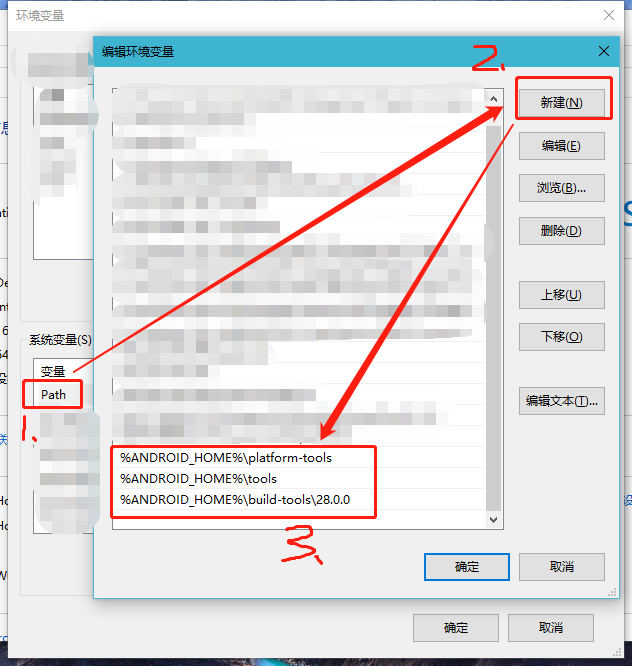 环境变量
编辑环境变量
2.
新建(N)
编辑(E)
浏览(B)...
删除(D)
上移(U)
下移(O)
编辑文本(T)...
系统变量(S)
变量
Path
1.
%ANDROID_HOME%\platform-tools
%ANDROID_HOME%\tools
%ANDROID_HOME%\build-tools\28.0.0
3.
确定
取消
确定
取消